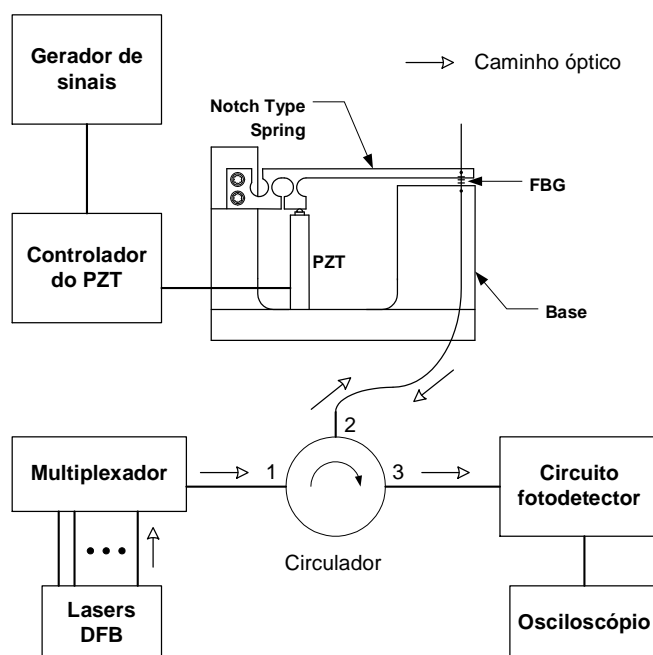 Gerador de
sinais
Caminho óptico
Notch Type
Spring
FBG
Controlador
do PZT
PZT
Base
2
Multiplexador
1
3
Circuito
fotodetector
Circulador
Lasers
DFB
Osciloscópio